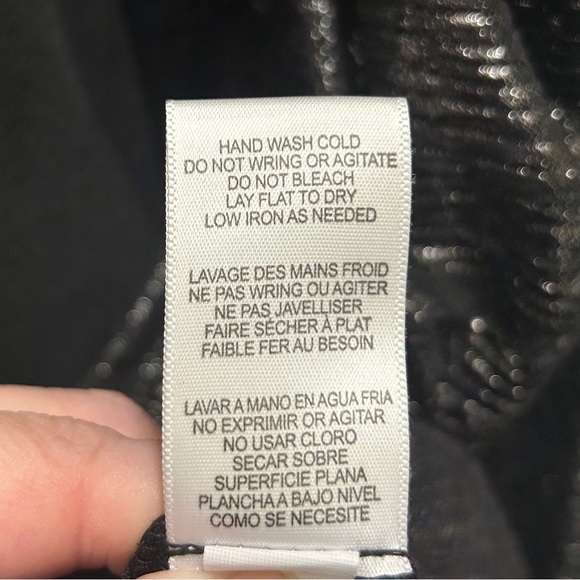 HAND WASH COLD
DO NOT WRING OR AGITATE
DO NOT BLEACH
LAY FLAT TO DRY
LOW IRON AS NEEDED
LAVAGE DES MAINS FROID
NE PAS WRING OU AGITER
NE PAS JAVELLISER
FAIRE SÉCHER À PLAT
FAIBLE FER AU BESOIN
LAVAR A MANO EN AGUA FRIA
NO EXPRIMIR OR AGITAR
NO USAR CLORO
SECAR SOBRE
SUPERFICIE PLANA
PLANCHA A BAJO NIVEL
COMO SE NECESITE